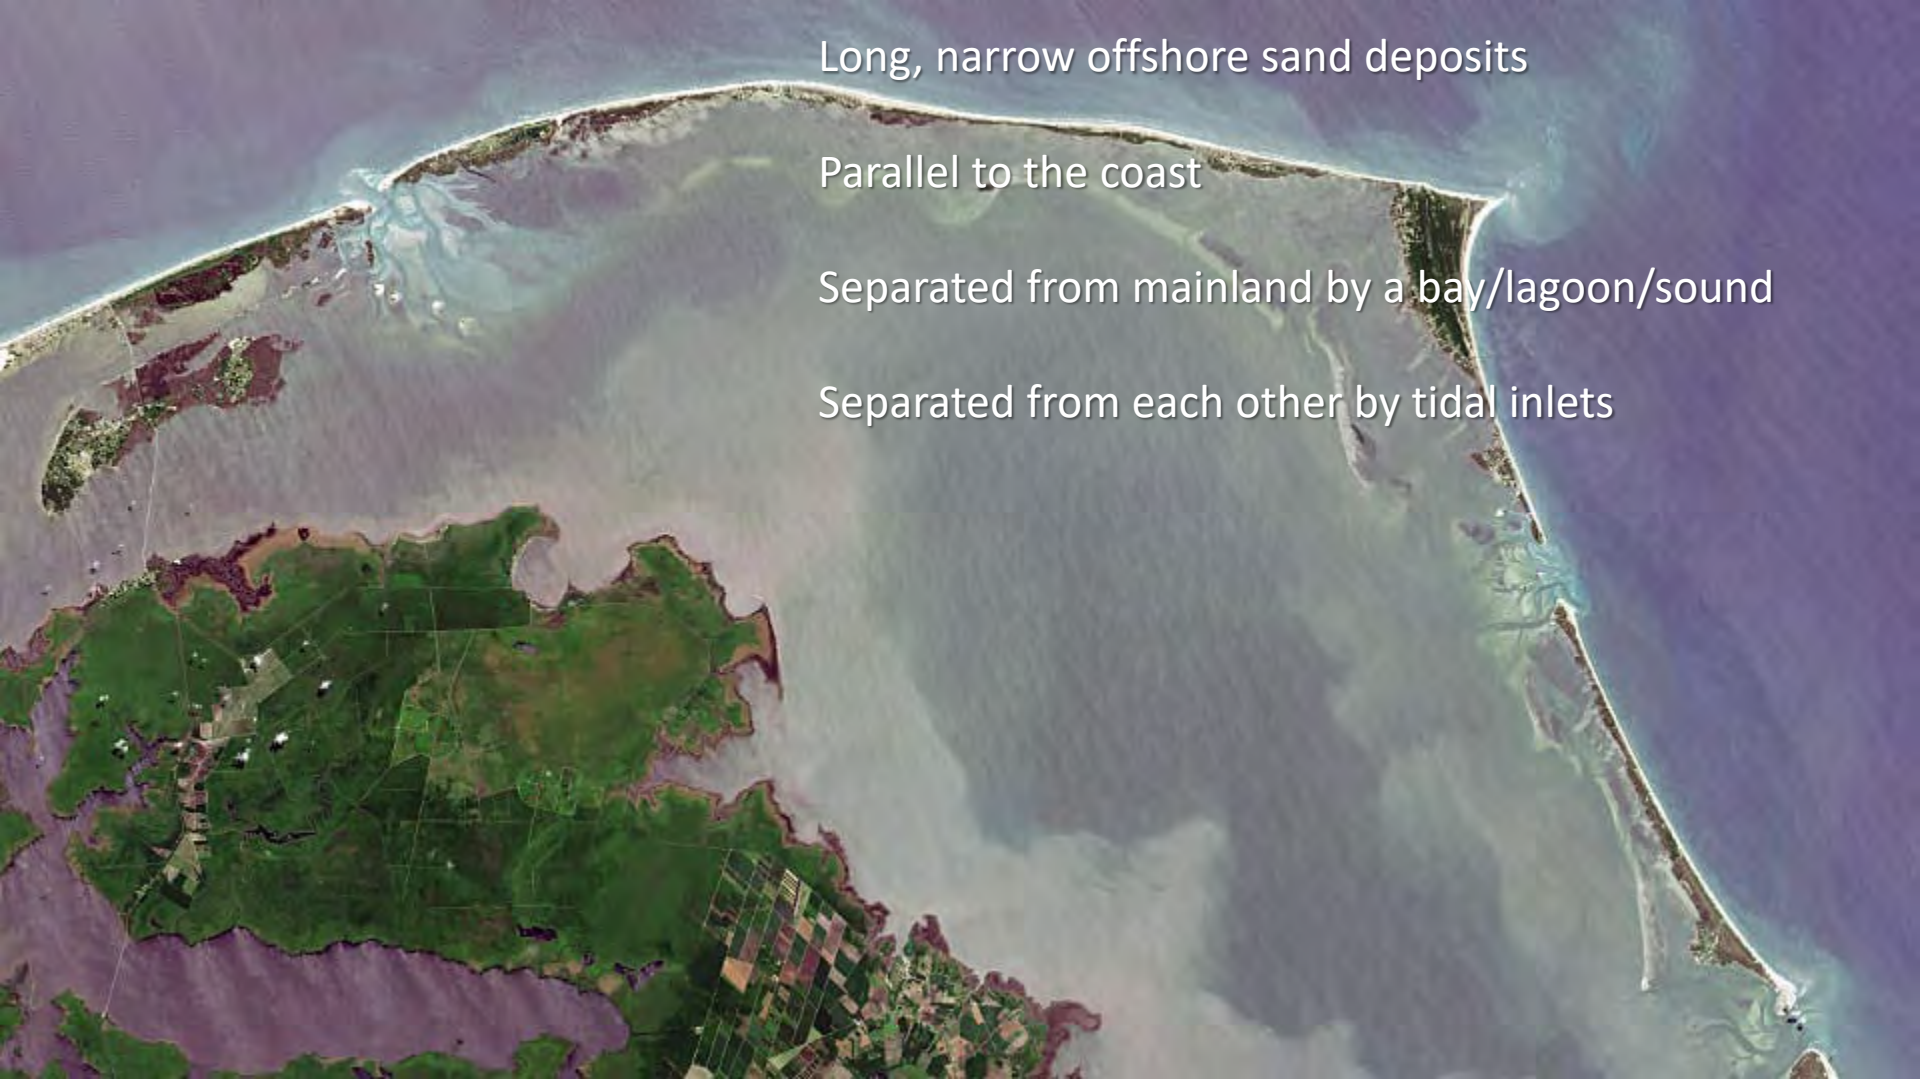 Long, narrow offshore sand deposits
Parallel to the coast
Separated from mainland by a bay/lagoon/sound
Separated from each other by tidal inlets